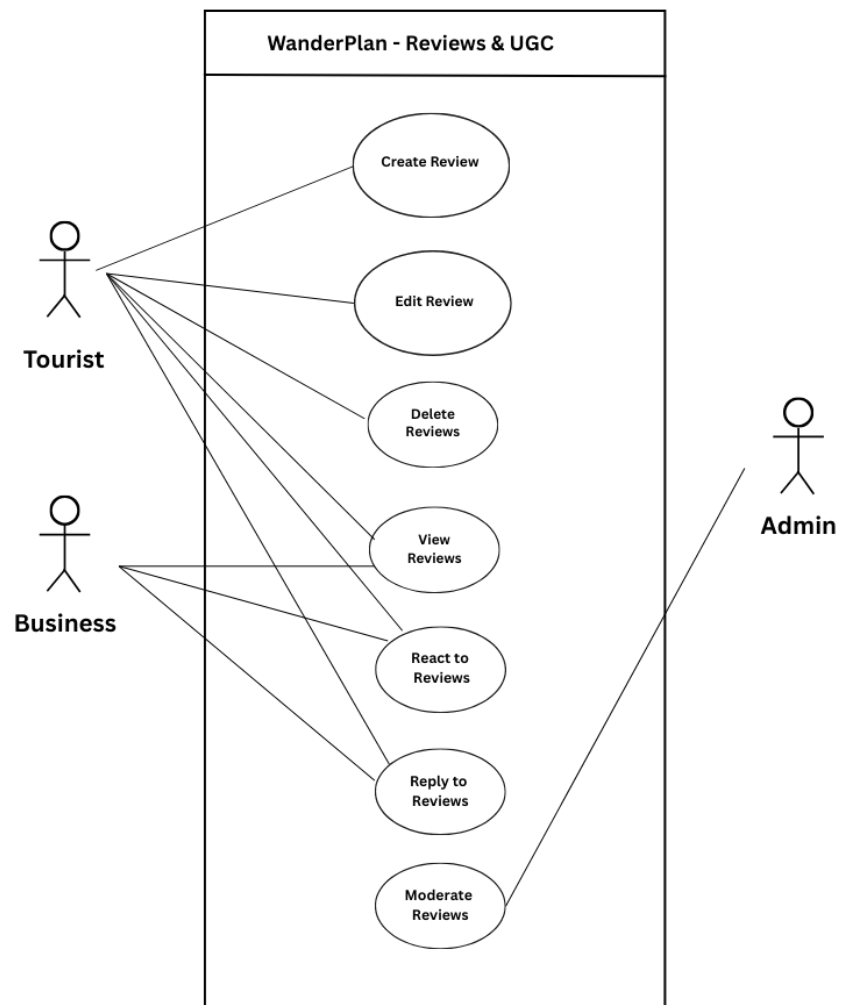 WanderPlan - Reviews & UGC
Create Review
Edit Review
Tourist
Delete
Reviews
Admin
View
Reviews
Business
React to
Reviews
Reply to
Reviews
Moderate
Reviews